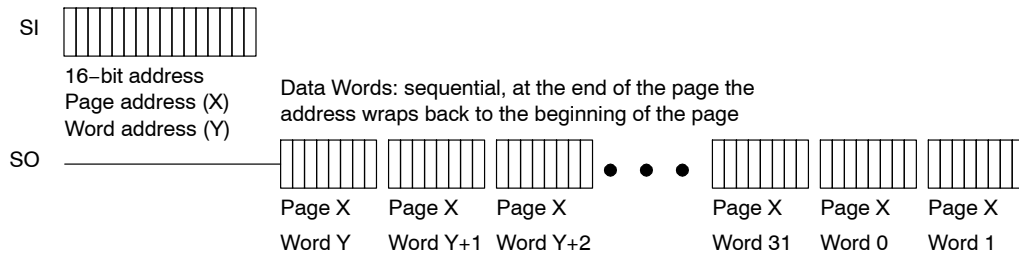 SI
16−bit address
Page address (X)
Word address (Y)
Data Words: sequential, at the end of the page the
address wraps back to the beginning of the page
SO
Page X Page X Page X Page X Page X Page X
Word Y Word Y+1 Word Y+2 Word 31 Word 0 Word 1